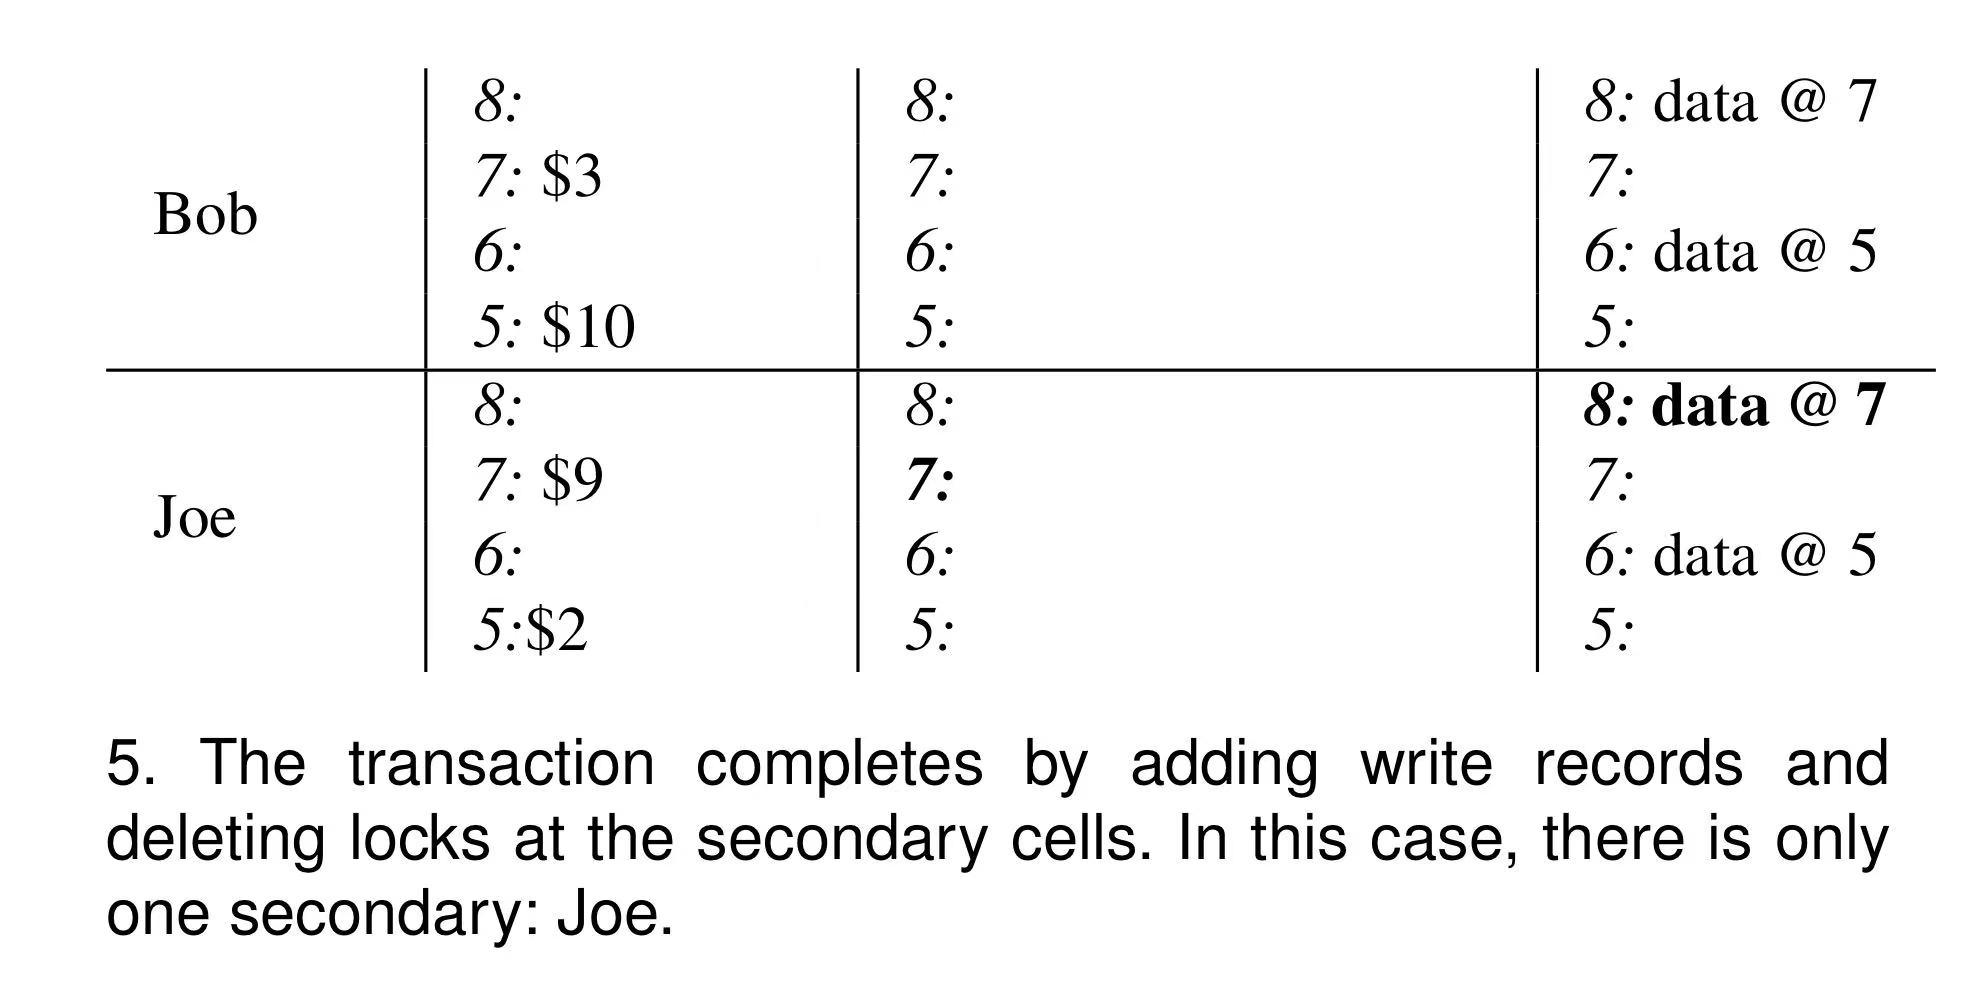 8: 8: 8: data @ 7
7: $3 7: 7:
Bob
6: 6: 6: data @ 5
5: $10 5: 5:
8: 8: 8: data @ 7
7: $9 7: 7:
Joe
6: 6: 6: data @ 5
5:$2 5: 5:
5. The transaction completes by adding write records and
deleting locks at the secondary cells. In this case, there is only
one secondary: Joe.